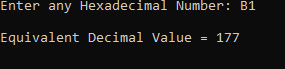 Enter any Hexadecimal Number: B1
Equivalent Decimal Value = 177